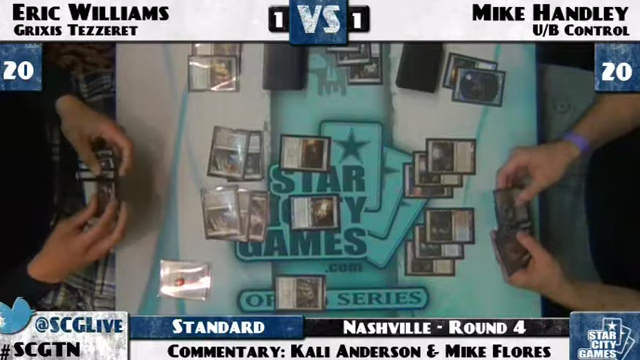 ERIC WILLIAMS
GRIXIS TEZZERET
1 VS 1
MIKE HANDLEY
U/B CONTROL
20
20
STAR
CITY
GAMES
.com
OPEN SERIES
@SCGLIVE
#SCGTN
STANDARD
NASHVILLE - ROUND 4
COMMENTARY: KALI ANDERSON & MIKE FLORES
STAR CITY GAMES